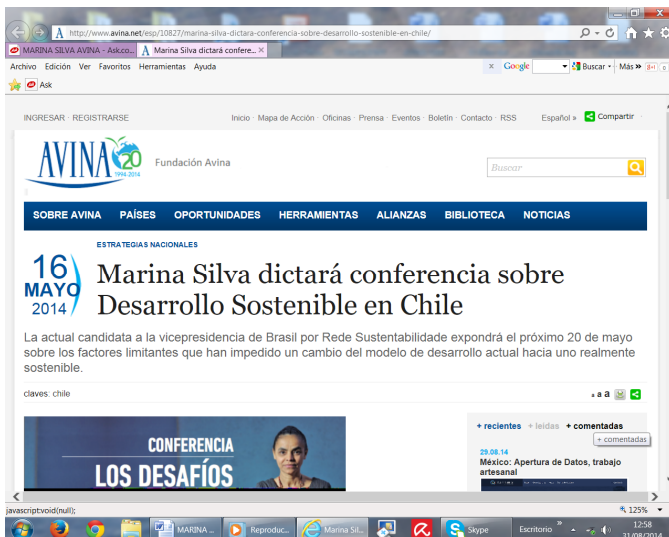 http://www.avina.net/esp/10827/marina-silva-dictara-conferencia-sobre-desarrollo-sostenible-en-chile/
MARINA SILVA AVINA - Ask.co...
Marina Silva dictará confere...
Archivo Edición Ver Favoritos Herramientas Ayuda
x Google Buscar Más »
Ask
INGRESAR · REGISTRARSE
Inicio · Mapa de Acción · Oficinas · Prensa · Eventos · Boletín · Contacto · RSS
Español »
Compartir
AVINA 20
1994-2014
Fundación Avina
Buscar
SOBRE AVINA PAÍSES OPORTUNIDADES HERRAMIENTAS ALIANZAS BIBLIOTECA NOTICIAS
ESTRATEGIAS NACIONALES
16
MAYO
2014
Marina Silva dictará conferencia sobre
Desarrollo Sostenible en Chile
La actual candidata a la vicepresidencia de Brasil por Rede Sustentabilidade expondrá el próximo 20 de mayo
sobre los factores limitantes que han impedido un cambio del modelo de desarrollo actual hacia uno realmente
sostenible.
claves: chile
a a a
+ recientes + leidas + comentadas
+ comentadas
CONFERENCIA
LOS DESAFÍOS
29.08.14
México: Apertura de Datos, trabajo
artesanal
javascript:void(null);
125%
MARINA ...
Reproduc...
Marina Sil...
Skype
Escritorio »
12:58
31/08/2014